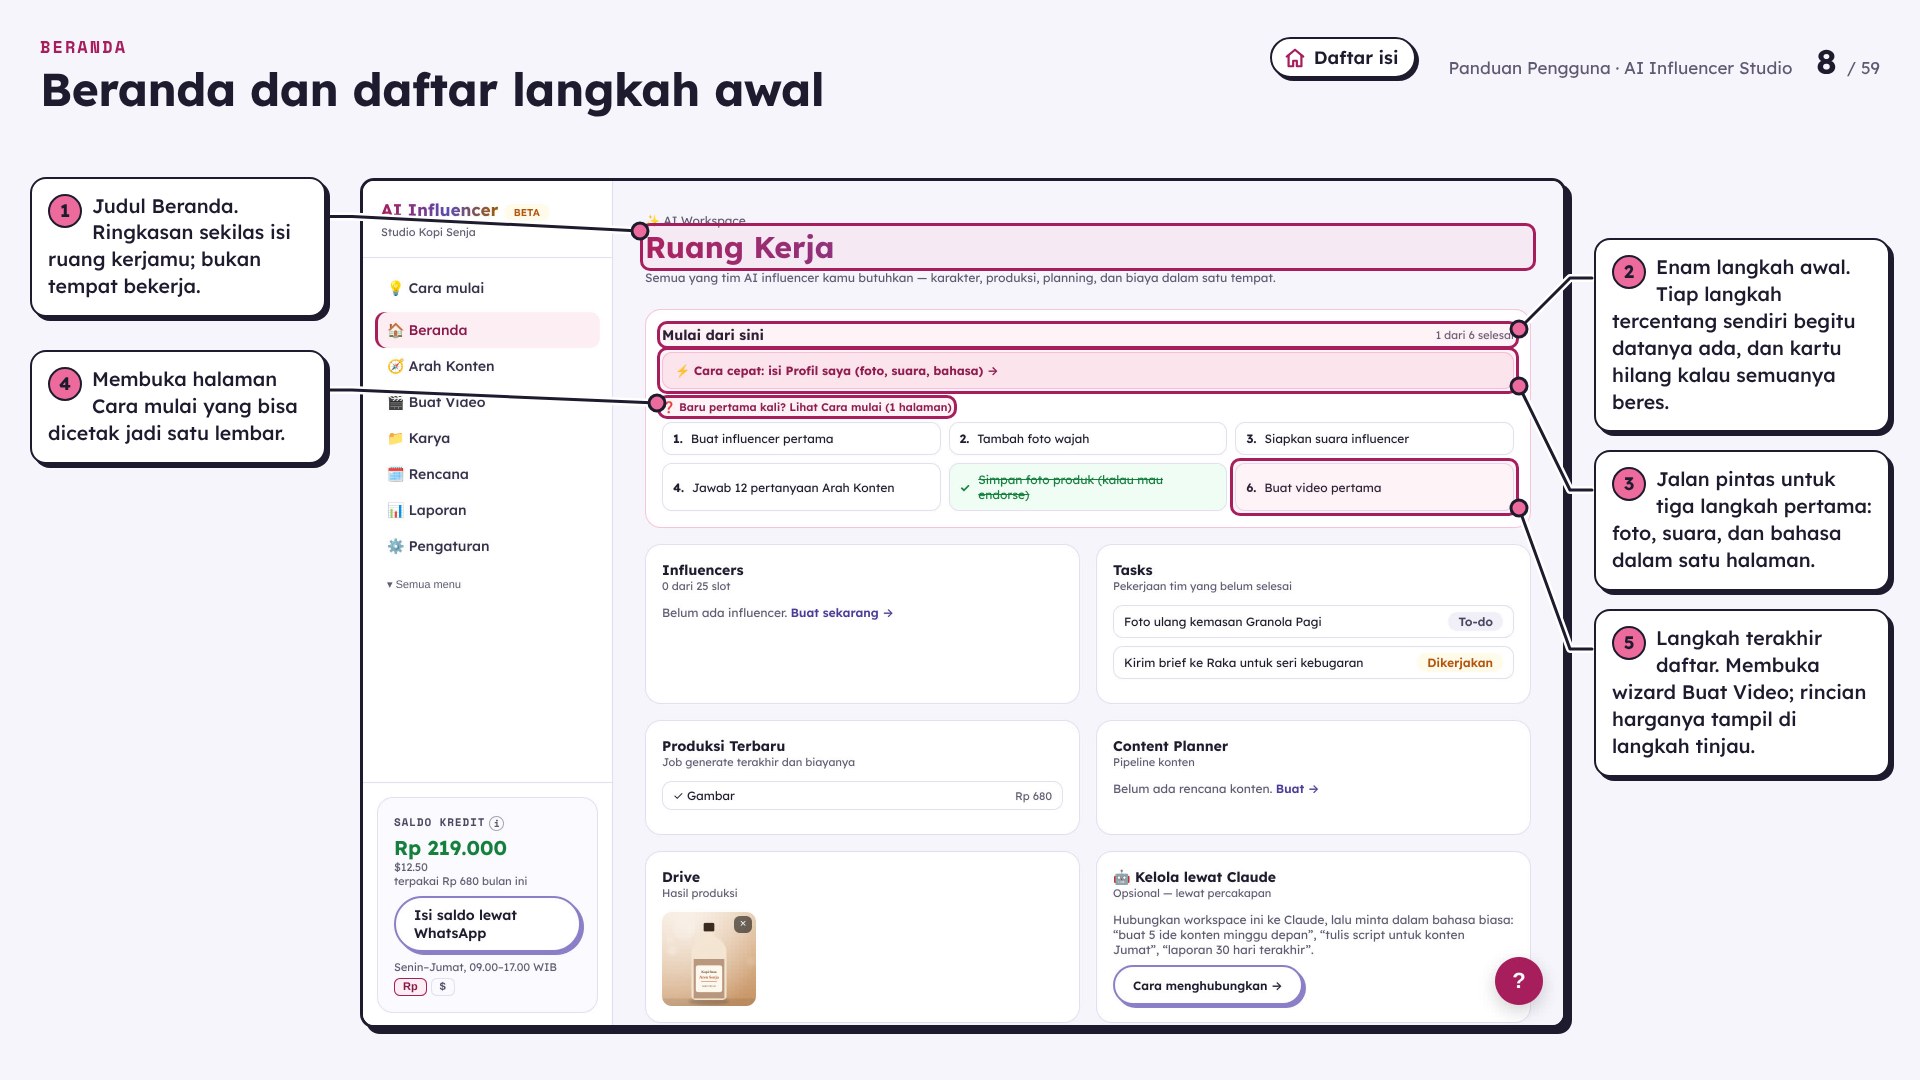 BERANDA
Beranda dan daftar langkah awal
Daftar isi
Panduan Pengguna · AI Influencer Studio
8 / 59
1 Judul Beranda.
Ringkasan sekilas isi
ruang kerjamu; bukan
tempat bekerja.
4 Membuka halaman
Cara mulai yang bisa
dicetak jadi satu lembar.
AI Influencer BETA
Studio Kopi Senja
💡 Cara mulai
🏠 Beranda
🧭 Arah Konten
🎬 Buat Video
📁 Karya
🗓️ Rencana
📊 Laporan
⚙️ Pengaturan
▾ Semua menu
SALDO KREDIT i
Rp 219.000
$12.50
terpakai Rp 680 bulan ini
Isi saldo lewat
WhatsApp
Senin–Jumat, 09.00–17.00 WIB
Rp $
✨ AI Workspace
Ruang Kerja
Semua yang tim AI influencer kamu butuhkan — karakter, produksi, planning, dan biaya dalam satu tempat.
Mulai dari sini
1 dari 6 selesai
⚡ Cara cepat: isi Profil saya (foto, suara, bahasa) →
❓ Baru pertama kali? Lihat Cara mulai (1 halaman)
1. Buat influencer pertama
2. Tambah foto wajah
3. Siapkan suara influencer
4. Jawab 12 pertanyaan Arah Konten
✓ Simpan foto produk (kalau mau
endorse)
6. Buat video pertama
Influencers
0 dari 25 slot
Belum ada influencer. Buat sekarang →
Tasks
Pekerjaan tim yang belum selesai
Foto ulang kemasan Granola Pagi
To-do
Kirim brief ke Raka untuk seri kebugaran
Dikerjakan
Produksi Terbaru
Job generate terakhir dan biayanya
✓ Gambar
Rp 680
Content Planner
Pipeline konten
Belum ada rencana konten. Buat →
Drive
Hasil produksi
🤖 Kelola lewat Claude
Opsional — lewat percakapan
Hubungkan workspace ini ke Claude, lalu minta dalam bahasa biasa:
“buat 5 ide konten minggu depan”, “tulis script untuk konten
Jumat”, “laporan 30 hari terakhir”.
Cara menghubungkan →
?
2 Enam langkah awal.
Tiap langkah
tercentang sendiri begitu
datanya ada, dan kartu
hilang kalau semuanya
beres.
3 Jalan pintas untuk
tiga langkah pertama:
foto, suara, dan bahasa
dalam satu halaman.
5 Langkah terakhir
daftar. Membuka
wizard Buat Video; rincian
harganya tampil di
langkah tinjau.